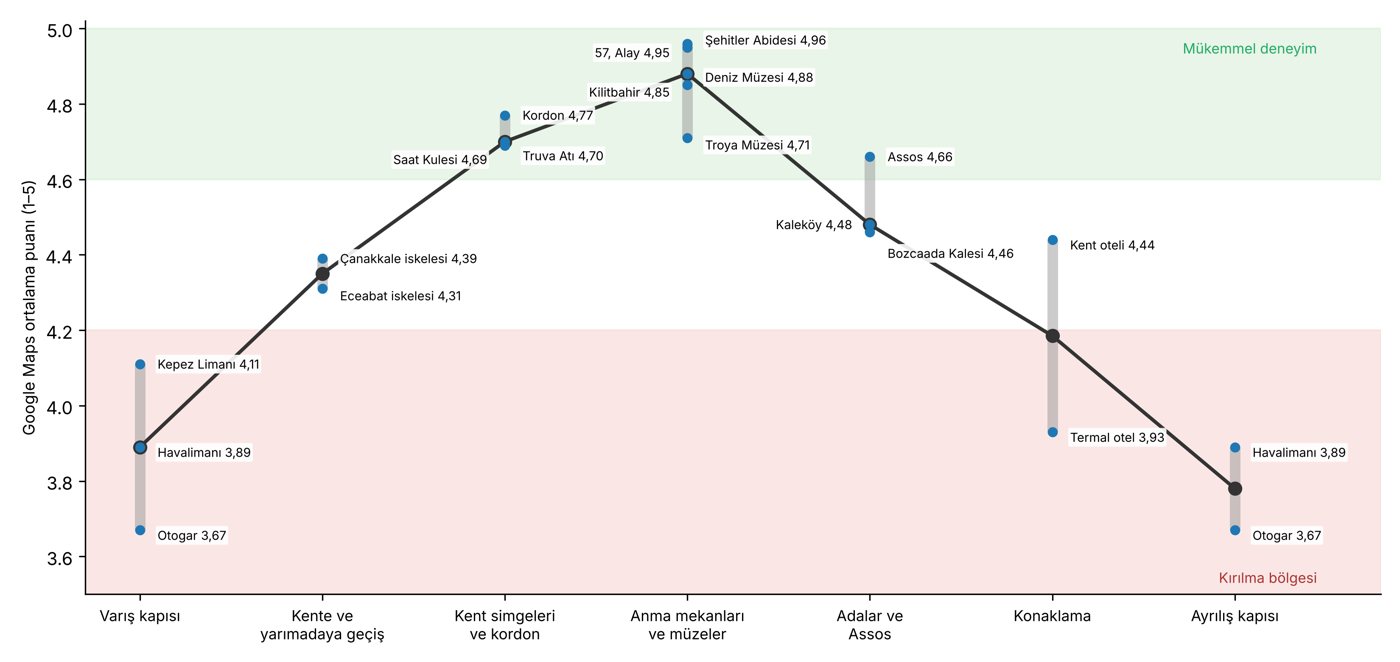 Google Maps ortalama puanı (1–5)
5.0
4.8
4.6
4.4
4.2
4.0
3.8
3.6
Mükemmel deneyim
Kırılma bölgesi
Kepez Limanı 4,11
Havalimanı 3,89
Otogar 3,67
Çanakkale iskelesi 4,39
Eceabat iskelesi 4,31
Kordon 4,77
Saat Kulesi 4,69
Truva Atı 4,70
Şehitler Abidesi 4,96
57, Alay 4,95
Deniz Müzesi 4,88
Kilitbahir 4,85
Troya Müzesi 4,71
Assos 4,66
Kaleköy 4,48
Bozcaada Kalesi 4,46
Kent oteli 4,44
Termal otel 3,93
Havalimanı 3,89
Otogar 3,67
Varış kapısı
Kente ve
yarımadaya geçiş
Kent simgeleri
ve kordon
Anma mekanları
ve müzeler
Adalar ve
Assos
Konaklama
Ayrılış kapısı